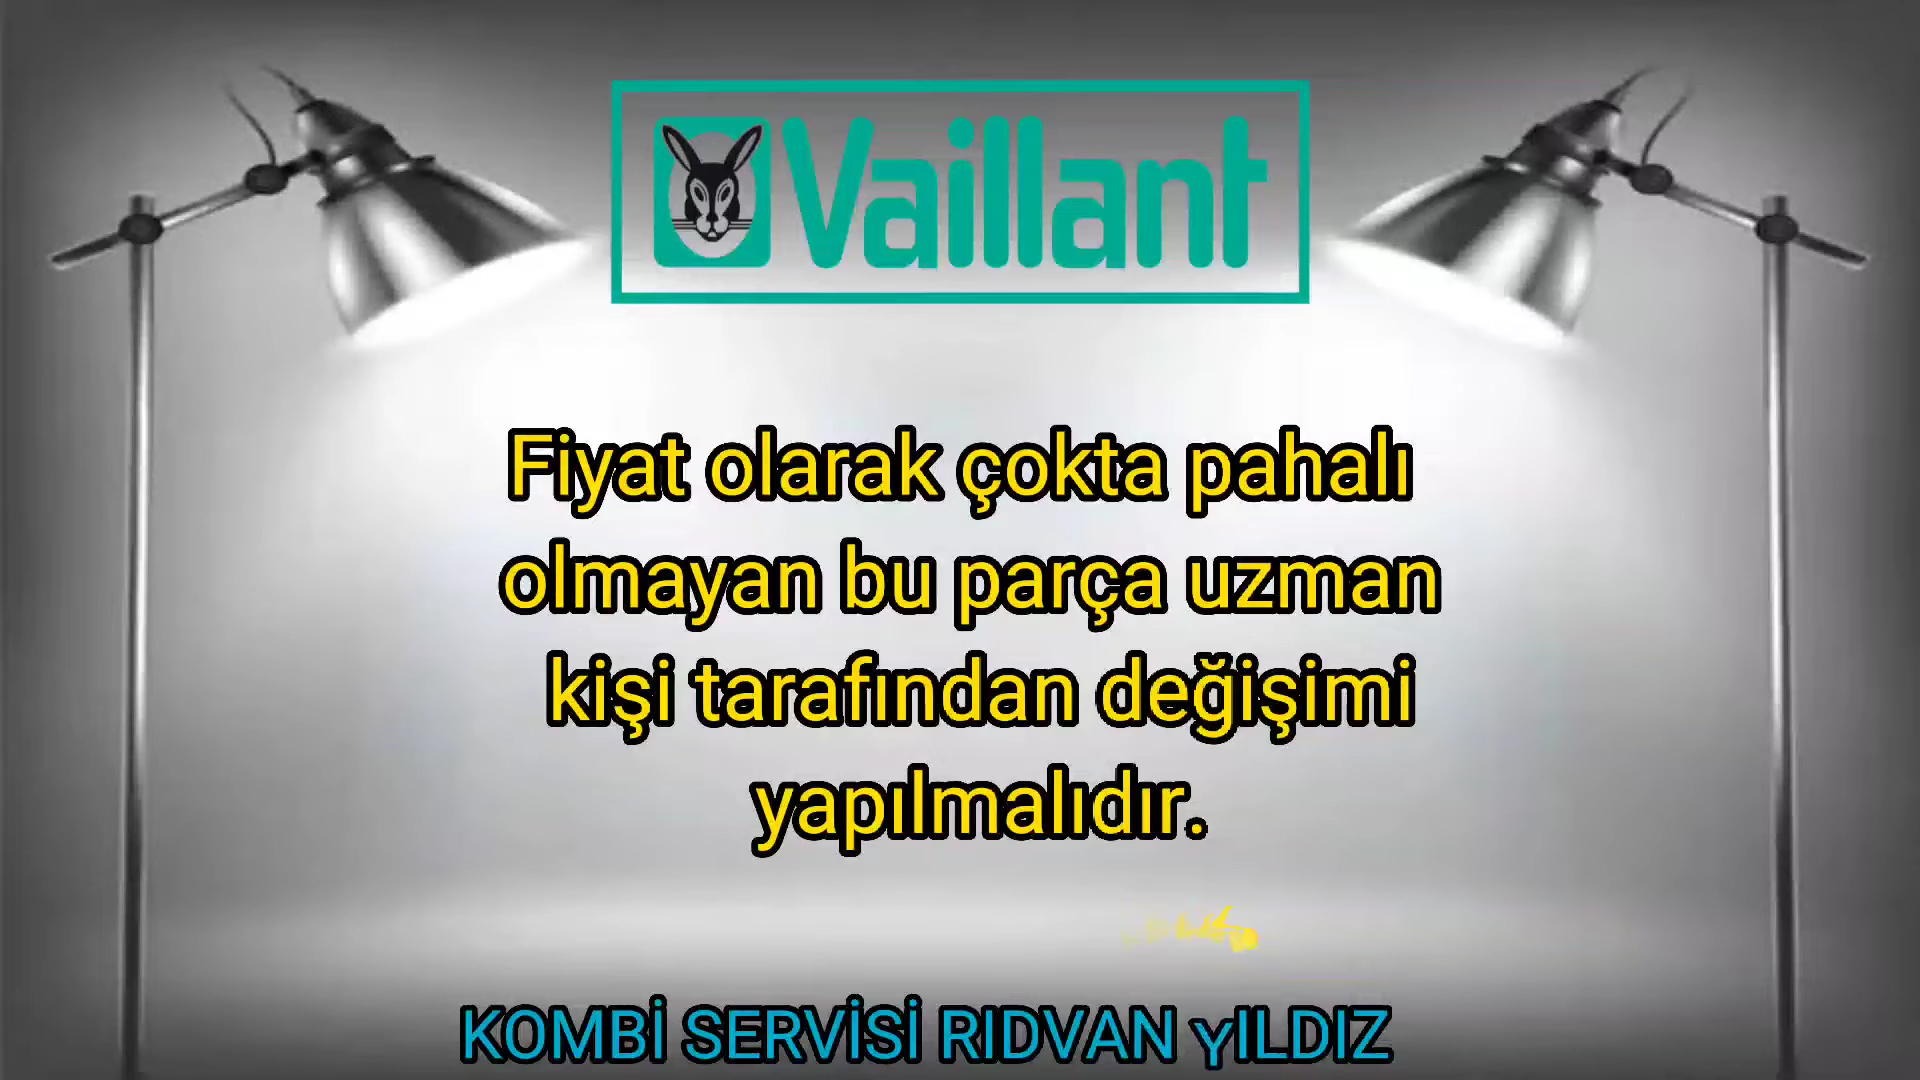 Vaillant
Fiyat olarak çokta pahalı
olmayan bu parça uzman
kişi tarafından değişimi
yapılmalıdır.
KOMBİ SERVİSİ RIDVAN YILDIZ